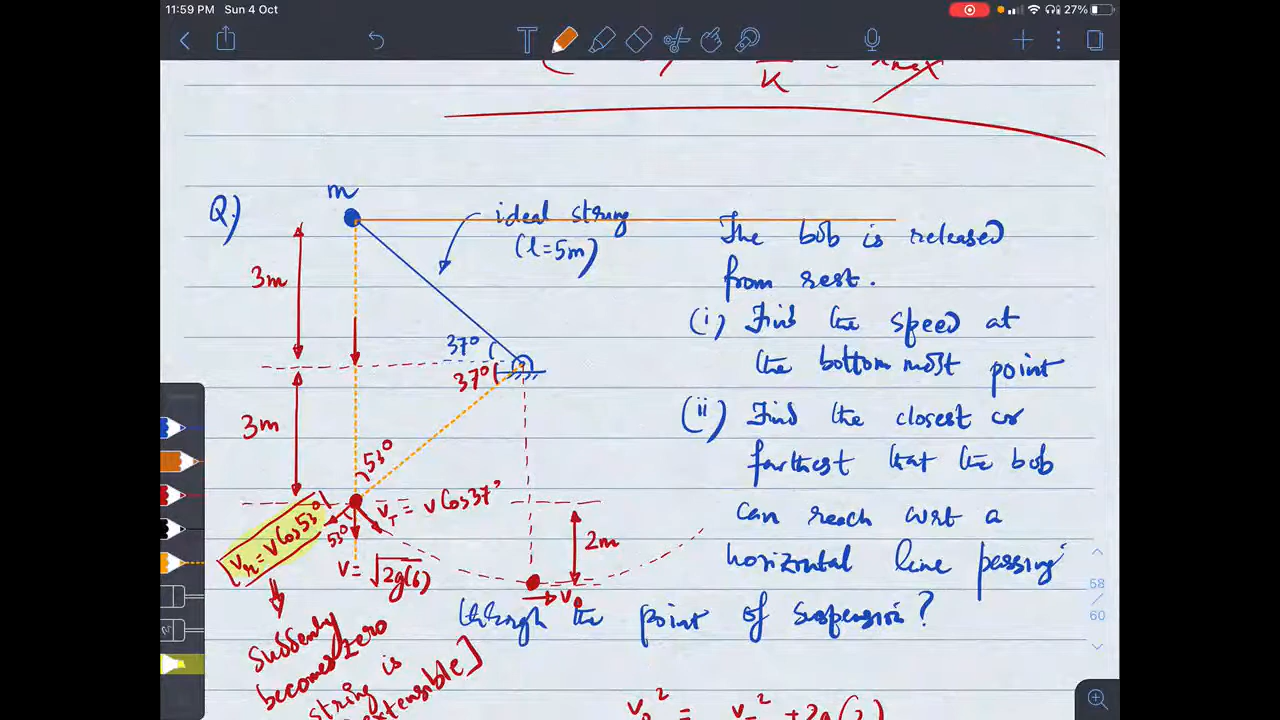 11:59 PM Sun 4 Oct
27%
K
Q)
m
ideal string
(l=5m)
3m
37°
37°
3m
53°
53°
v_T = v Cos37°
v_r = v Cos53°
v = √2g(6)
2m
v_0
Suddenly
becomes zero
string is
extensible]
The bob is released
from rest.
(i) Find the speed at
the bottom most point
(ii) Find the closest or
farthest that the bob
can reach wrt a
horizontal line passing
through the point of suspension?
58
/
60